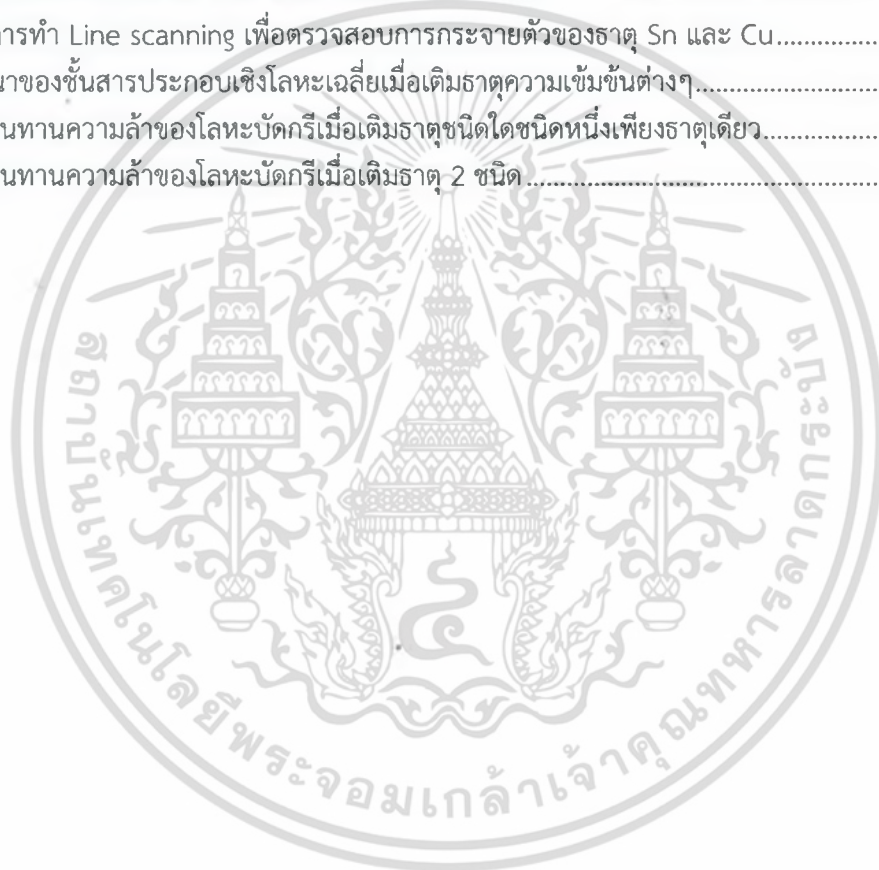 การทำ Line scanning เพื่อตรวจสอบการกระจายตัวของธาตุ Sn และ Cu
นาของชั้นสารประกอบเชิงโลหะเฉลี่ยเมื่อเติมธาตุความเข้มข้นต่างๆ
นทานความล้าของโลหะบัดกรีเมื่อเติมธาตุชนิดใดชนิดหนึ่งเพียงธาตุเดียว
นทานความล้าของโลหะบัดกรีเมื่อเติมธาตุ 2 ชนิด
สถาบันเทคโนโลยีพระจอมเกล้าเจ้าคุณทหารลาดกระบัง